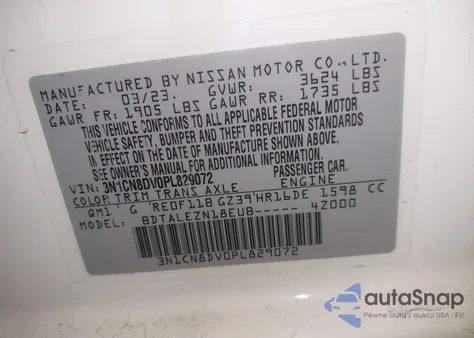 MANUFACTURED BY NISSAN MOTOR CO., LTD.
DATE: 03/23. GVWR: 3624 LBS
GAWR FR: 1905 LBS GAWR RR: 1735 LBS
THIS VEHICLE CONFORMS TO ALL APPLICABLE FEDERAL MOTOR
VEHICLE SAFETY, BUMPER AND THEFT PREVENTION STANDARDS
IN EFFECT ON THE DATE OF MANUFACTURE SHOWN ABOVE.
SEE OWNER'S MANUAL FOR ADDITIONAL INFORMATION.
VIN: 3N1CN8DV0PL829072 PASSENGER CAR.
COLOR TRIM TRANS AXLE ENGINE
QM1 G RE0F11B GZ39 HR16DE 1598 CC
MODEL: BDTALEZN18EUB----- 4Z000
3N1CN8DV0PL829072
autoSnap
Pewne auta z aukcji USA i EU